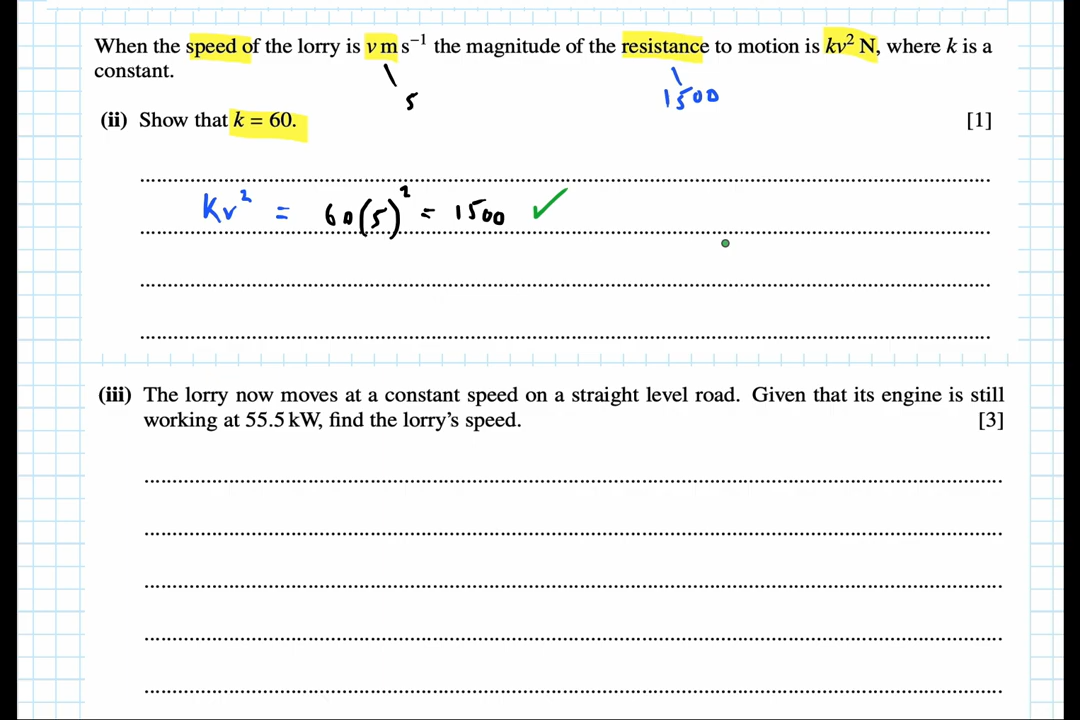 When the speed of the lorry is v m s⁻¹ the magnitude of the resistance to motion is kv² N, where k is a
constant.
5
1500
(ii) Show that k = 60. [1]
Kv² = 60(5)² = 1500 ✓
(iii) The lorry now moves at a constant speed on a straight level road. Given that its engine is still
working at 55.5 kW, find the lorry's speed. [3]